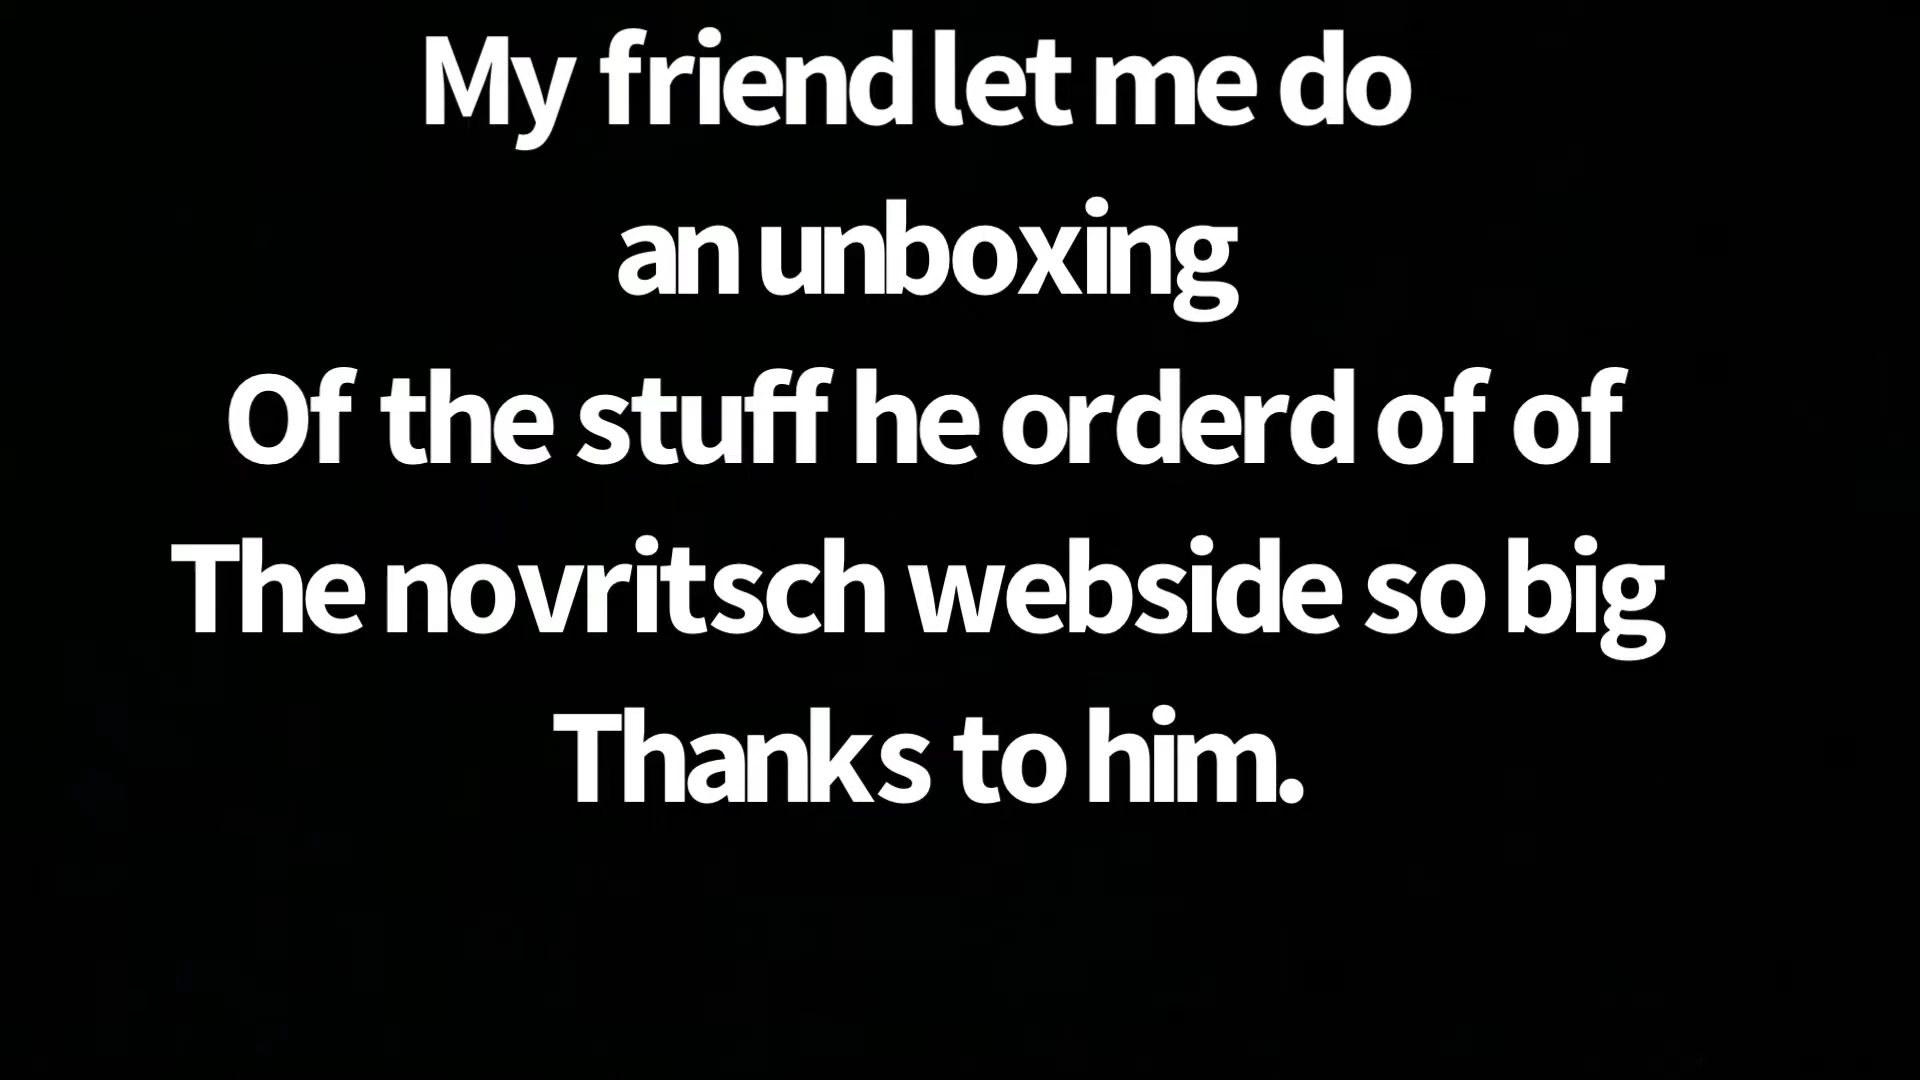 My friend let me do
an unboxing
Of the stuff he orderd of of
The novritsch webside so big
Thanks to him.